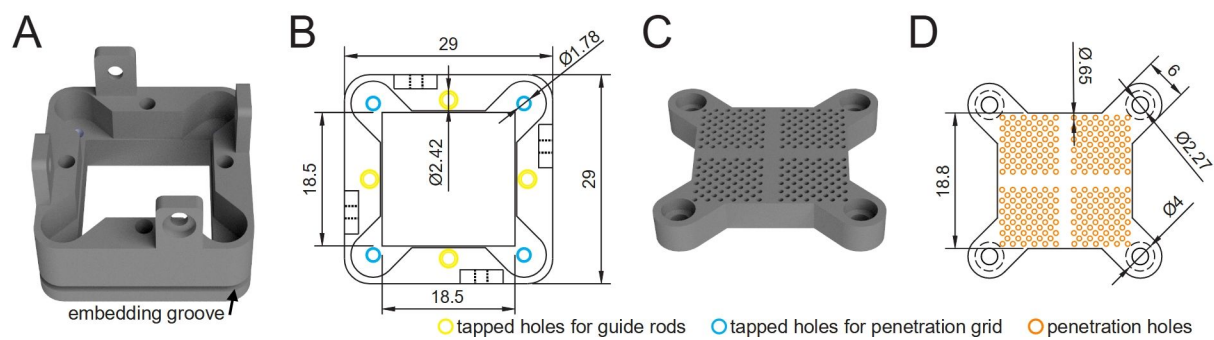 A
B
C
D
29
Ø1.78
Ø.65
6
18.5
Ø2.42
29
18.8
Ø2.27
Ø4
18.5
embedding groove
tapped holes for guide rods
tapped holes for penetration grid
penetration holes